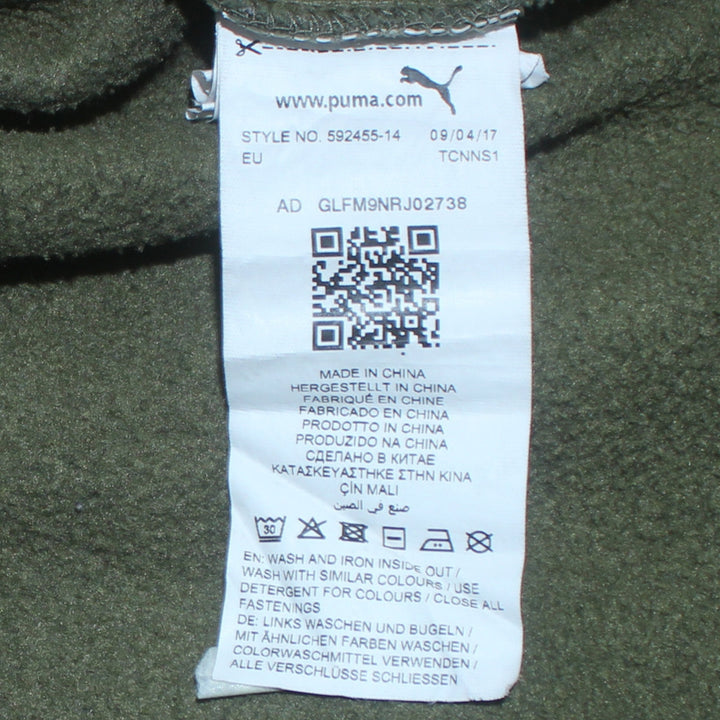 www.puma.com
STYLE NO. 592455-14 09/04/17
EU TCNNS1
AD GLFM9NRJ02738
MADE IN CHINA
HERGESTELLT IN CHINA
FABRIQUÉ EN CHINE
FABRICADO EN CHINA
PRODOTTO IN CHINA
PRODUZIDO NA CHINA
СДЕЛАНО В КИТАЕ
ΚΑΤΑΣΚΕΥΑΣΤΗΚΕ ΣΤΗΝ ΚΙΝΑ
ÇİN MALI
صنع في الصين
30
EN: WASH AND IRON INSIDE OUT /
WASH WITH SIMILAR COLOURS / USE
DETERGENT FOR COLOURS / CLOSE ALL
FASTENINGS
DE: LINKS WASCHEN UND BUGELN /
MIT ÄHNLICHEN FARBEN WASCHEN /
COLORWASCHMITTEL VERWENDEN /
ALLE VERSCHLÜSSE SCHLIESSEN